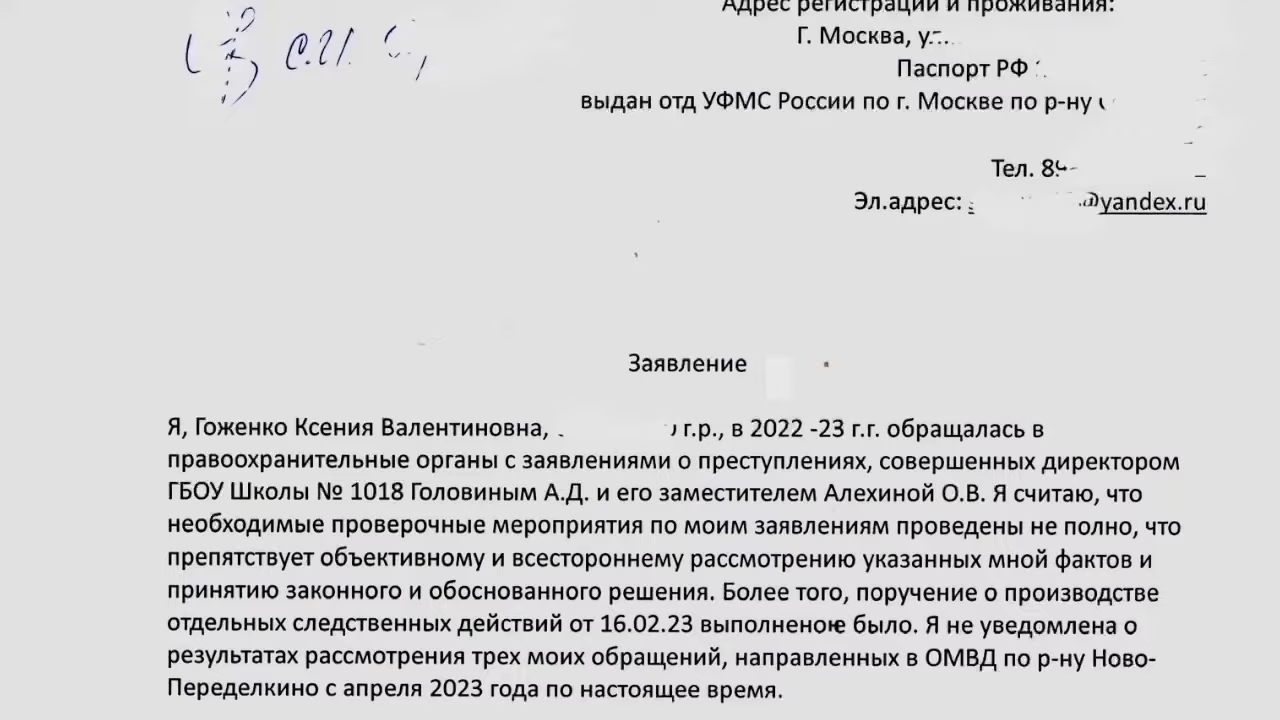 С.И.
Адрес регистрации и проживания:
Г. Москва, ул.
Паспорт РФ
выдан отд УФМС России по г. Москве по р-ну
Тел. 89
Эл.адрес: @yandex.ru
Заявление
Я, Гоженко Ксения Валентиновна, г.р., в 2022 -23 г.г. обращалась в
правоохранительные органы с заявлениями о преступлениях, совершенных директором
ГБОУ Школы № 1018 Головиным А.Д. и его заместителем Алехиной О.В. Я считаю, что
необходимые проверочные мероприятия по моим заявлениям проведены не полно, что
препятствует объективному и всестороннему рассмотрению указанных мной фактов и
принятию законного и обоснованного решения. Более того, поручение о производстве
отдельных следственных действий от 16.02.23 выполнено не было. Я не уведомлена о
результатах рассмотрения трех моих обращений, направленных в ОМВД по р-ну Ново-
Переделкино с апреля 2023 года по настоящее время.